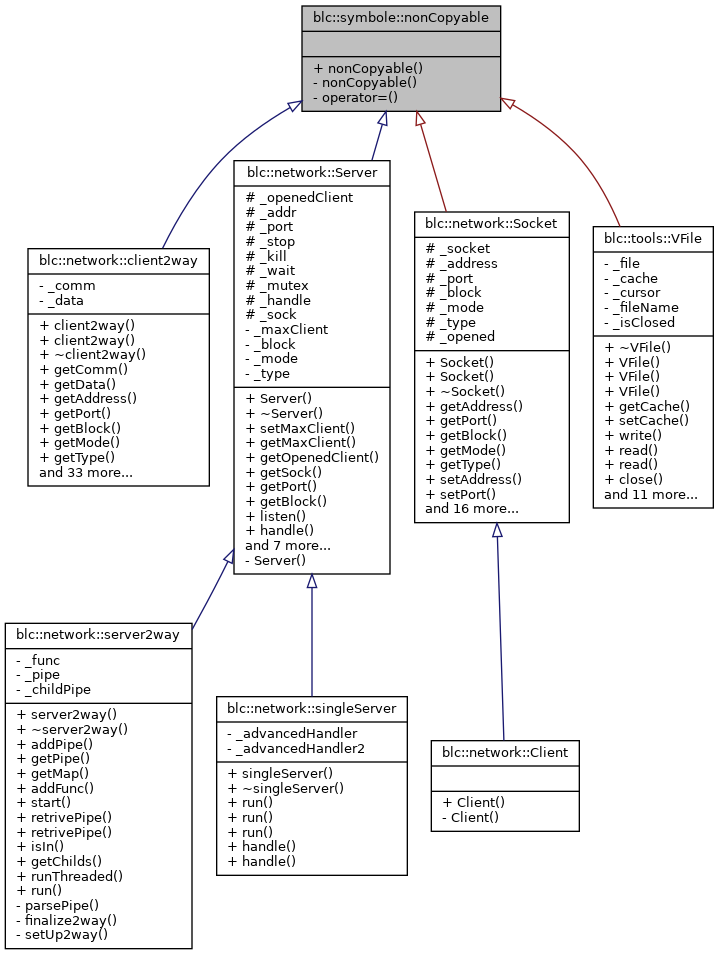 blc::symbole::nonCopyable
+ nonCopyable()
- nonCopyable()
- operator=()
blc::network::client2way
- _comm
- _data
+ client2way()
+ client2way()
+ ~client2way()
+ getComm()
+ getData()
+ getAddress()
+ getPort()
+ getBlock()
+ getMode()
+ getType()
and 33 more...
blc::network::Server
# _openedClient
# _addr
# _port
# _stop
# _kill
# _wait
# _mutex
# _handle
# _sock
- _maxClient
- _block
- _mode
- _type
+ Server()
+ ~Server()
+ setMaxClient()
+ getMaxClient()
+ getOpenedClient()
+ getSock()
+ getPort()
+ getBlock()
+ listen()
+ handle()
and 7 more...
- Server()
blc::network::Socket
# _socket
# _address
# _port
# _block
# _mode
# _type
# _opened
+ Socket()
+ Socket()
+ ~Socket()
+ getAddress()
+ getPort()
+ getBlock()
+ getMode()
+ getType()
+ setAddress()
+ setPort()
and 16 more...
blc::tools::VFile
- _file
- _cache
- _cursor
- _fileName
- _isClosed
+ ~VFile()
+ VFile()
+ VFile()
+ VFile()
+ getCache()
+ setCache()
+ write()
+ read()
+ read()
+ close()
and 11 more...
blc::network::server2way
- _func
- _pipe
- _childPipe
+ server2way()
+ ~server2way()
+ addPipe()
+ getPipe()
+ getMap()
+ addFunc()
+ start()
+ retrivePipe()
+ retrivePipe()
+ isIn()
+ getChilds()
+ runThreaded()
+ run()
- parsePipe()
- finalize2way()
- setUp2way()
blc::network::singleServer
- _advancedHandler
- _advancedHandler2
+ singleServer()
+ ~singleServer()
+ run()
+ run()
+ run()
+ handle()
+ handle()
blc::network::Client
+ Client()
- Client()